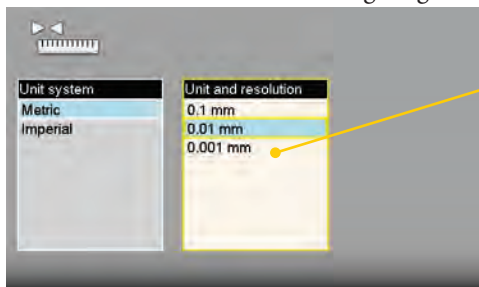 Unit system
Metric
Imperial
Unit and resolution
0.1 mm
0.01 mm
0.001 mm